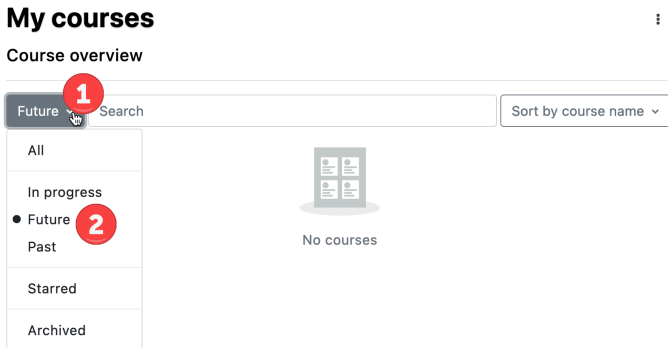 My courses
Course overview
Future 1 Search Sort by course name
All
In progress
Future 2
Past
Starred
Archived
No courses